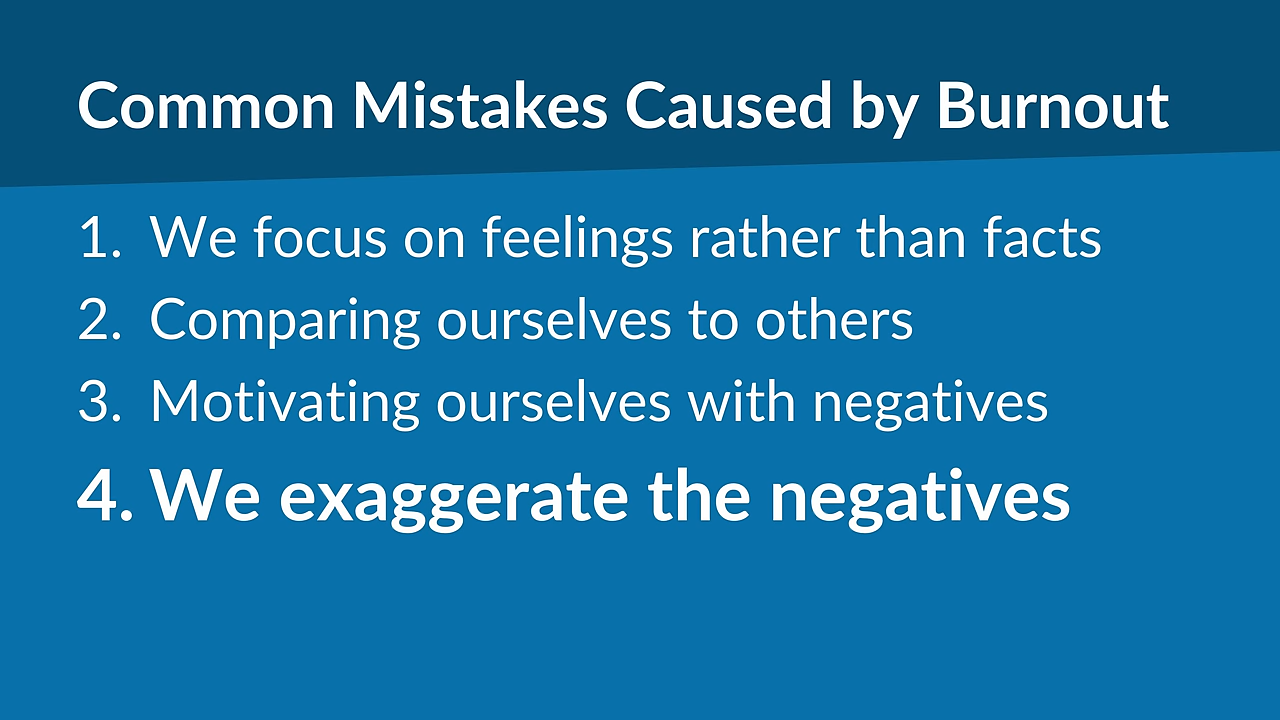 Common Mistakes Caused by Burnout
1. We focus on feelings rather than facts
2. Comparing ourselves to others
3. Motivating ourselves with negatives
4. We exaggerate the negatives